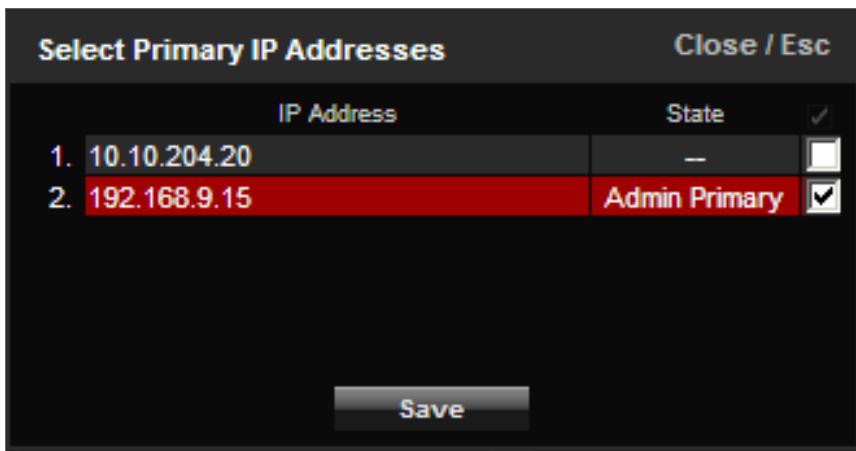 Select Primary IP Addresses Close / Esc
IP Address State
1. 10.10.204.20 --
2. 192.168.9.15 Admin Primary
Save